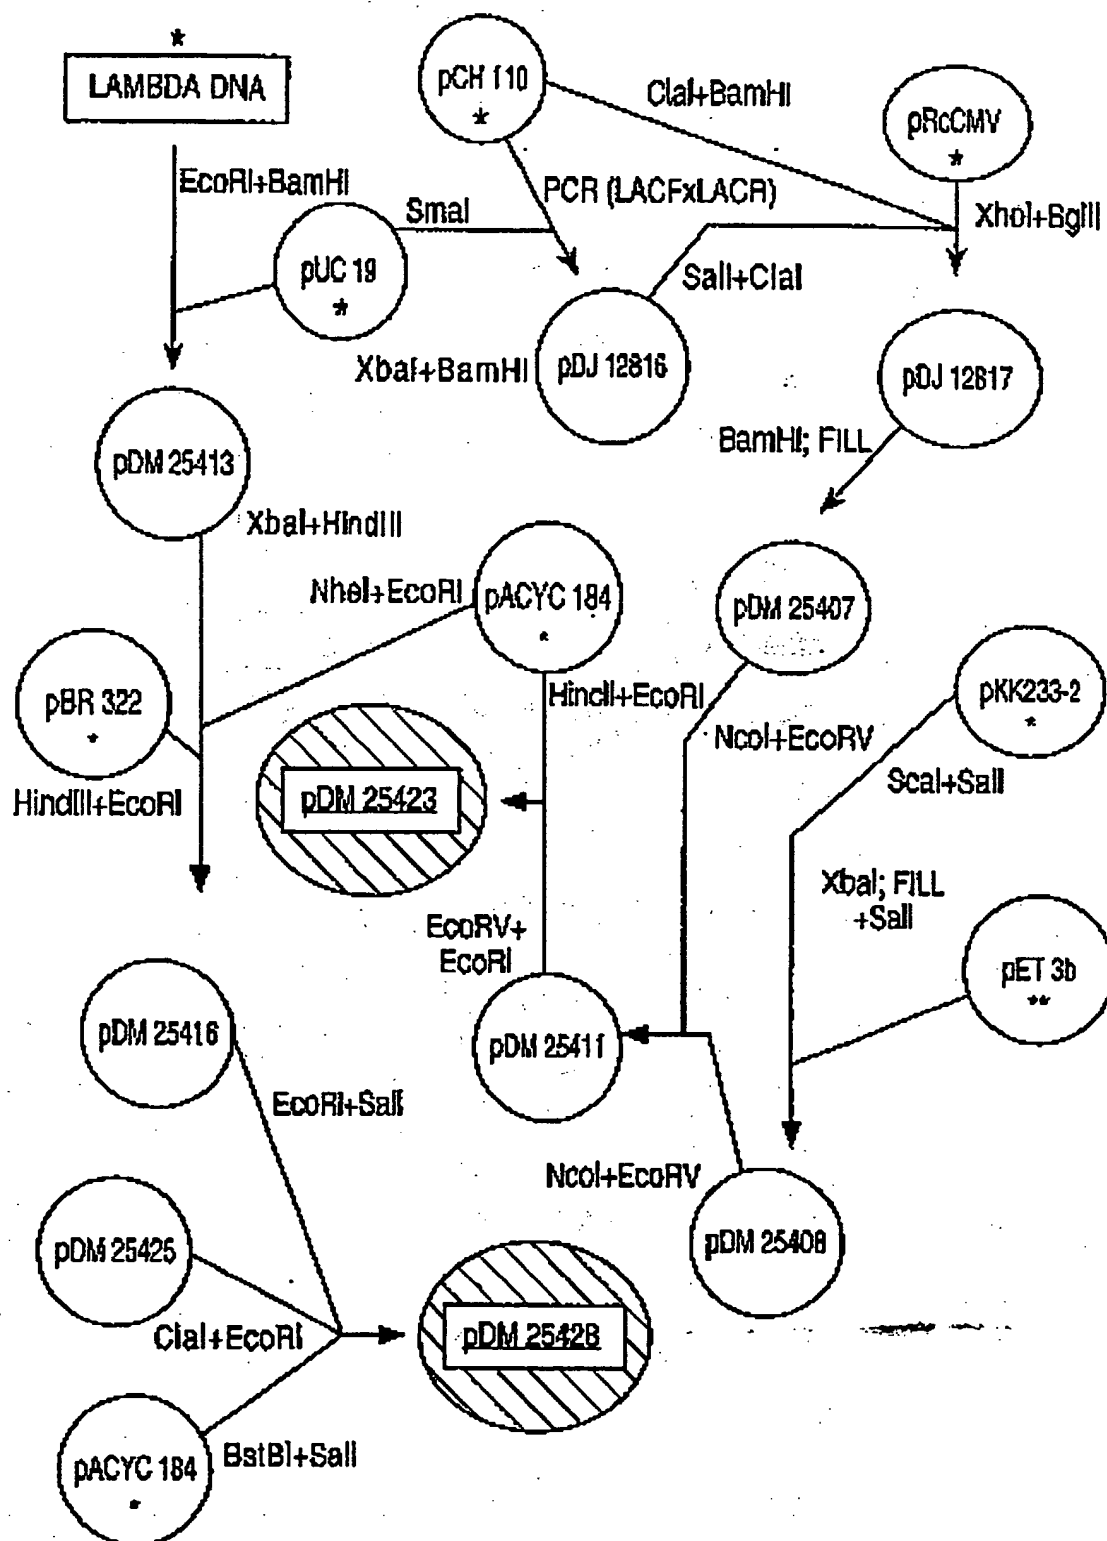 *
LAMBDA DNA
pCH 110
*
ClaI+BamHI
pRcCMV
*
EcoRI+BamHI
SmaI
PCR (LACFxLACR)
XhoI+BglII
pUC 19
*
SalI+ClaI
XbaI+BamHI
pDJ 12816
pDJ 12817
BamHI; FILL
pDM 25413
XbaI+HindIII
NheI+EcoRI
pACYC 184
*
pDM 25407
pBR 322
*
HincII+EcoRI
pKK233-2
*
NcoI+EcoRV
HindIII+EcoRI
pDM 25423
ScaI+SalI
XbaI; FILL
+SalI
EcoRV+
EcoRI
pET 3b
**
pDM 25416
pDM 25411
EcoRI+SalI
NcoI+EcoRV
pDM 25425
pDM 25408
ClaI+EcoRI
pDM 25428
BstBI+SalI
pACYC 184
*